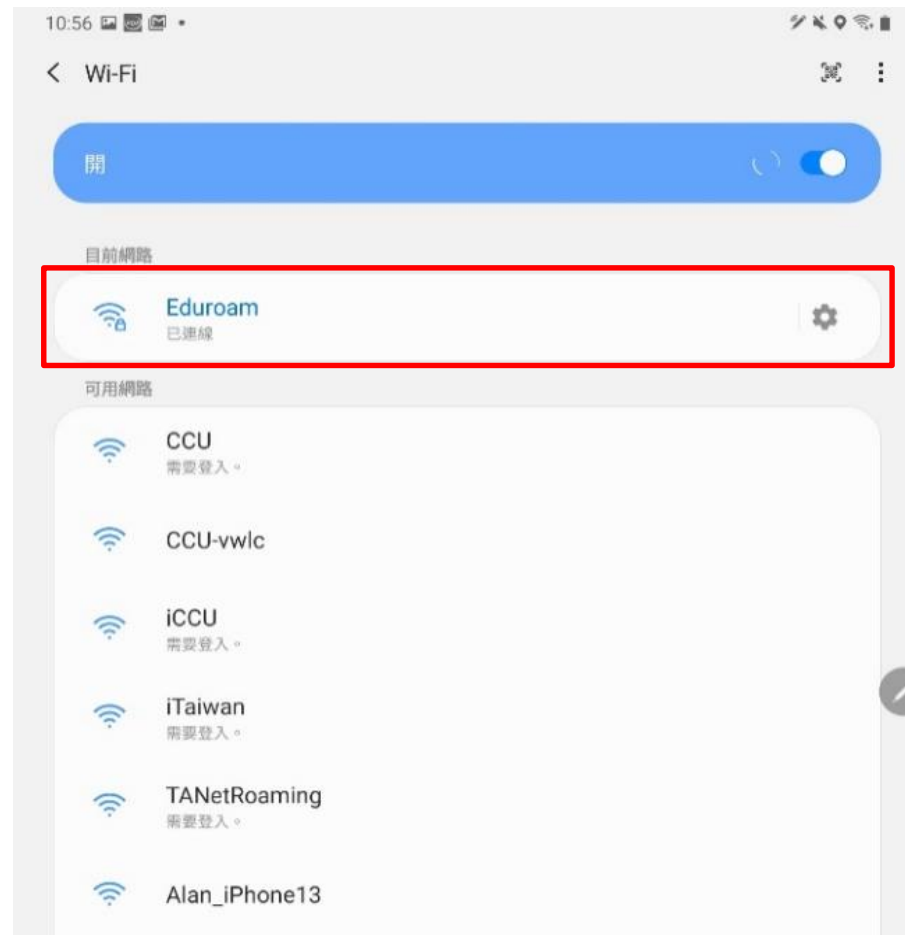 10:56
Wi-Fi
開
目前網路
Eduroam
已連線
可用網路
CCU
需要登入。
CCU-vwlc
iCCU
需要登入。
iTaiwan
需要登入。
TANetRoaming
需要登入。
Alan_iPhone13